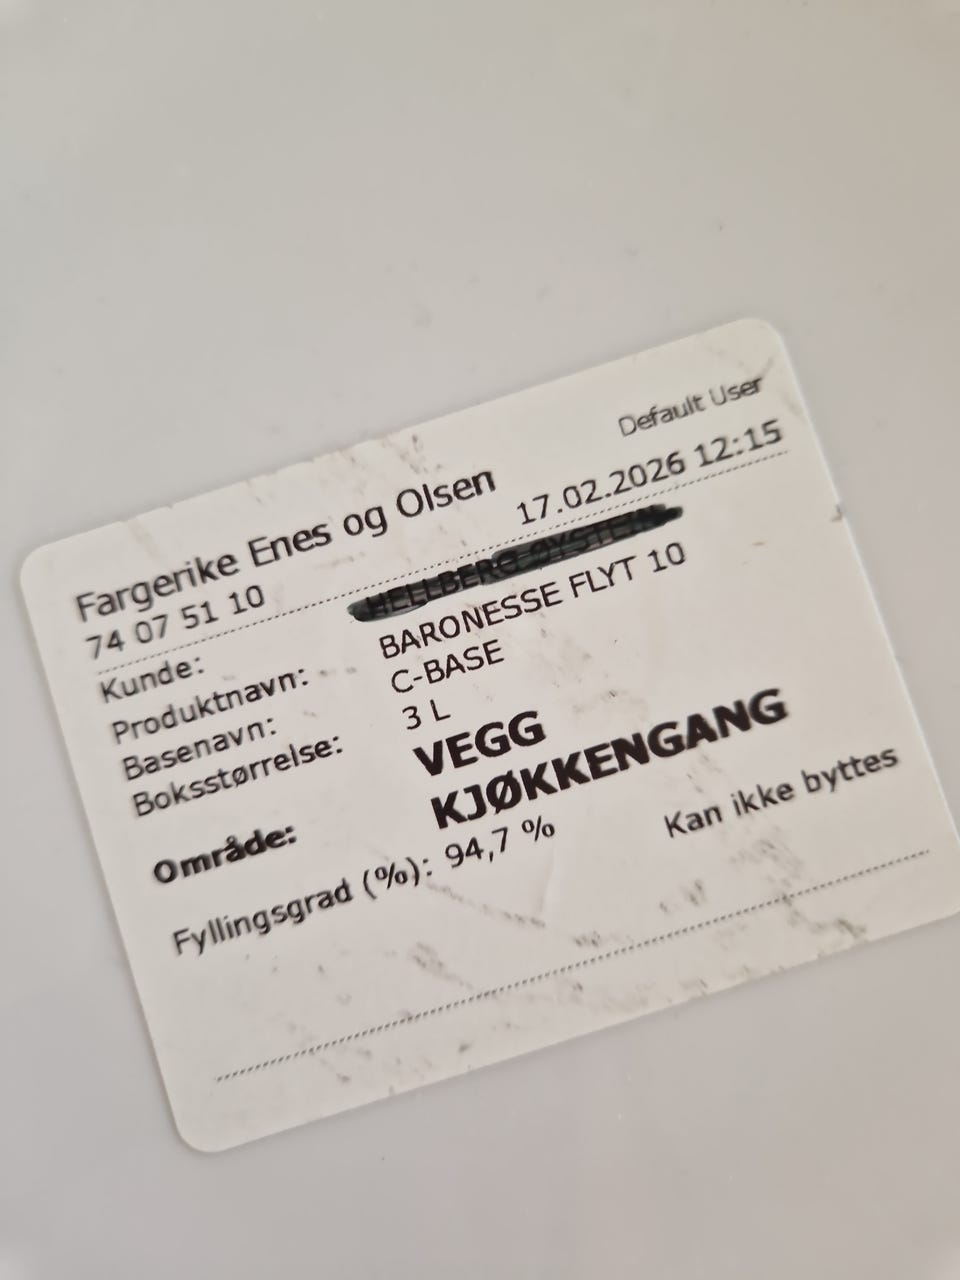 Default User
Fargerike Enes og Olsen
74 07 51 10 17.02.2026 12:15
Kunde:
Produktnavn: BARONESSE FLYT 10
Basenavn: C-BASE
Boksstørrelse: 3 L
VEGG
Område: KJØKKENGANG
Fyllingsgrad (%): 94,7 % Kan ikke byttes